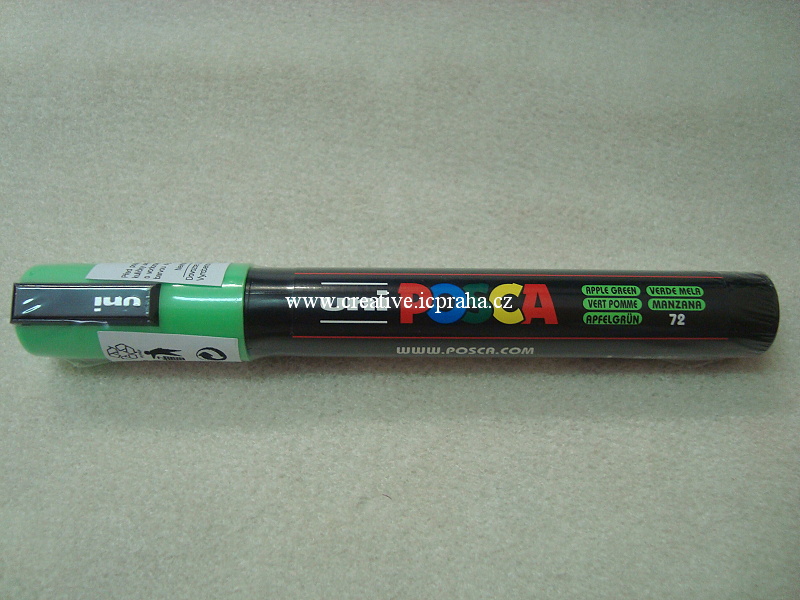 uni
POSCA
www.creative.icpraha.cz
APPLE GREEN VERDE MELA
VERT POMME MANZANA
APFELGRÜN 72
WWW.POSCA.COM
uni